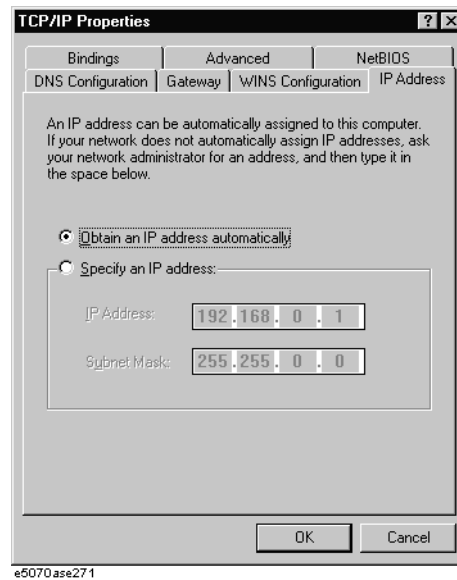 TCP/IP Properties
? ×
Bindings Advanced NetBIOS
DNS Configuration Gateway WINS Configuration IP Address
An IP address can be automatically assigned to this computer.
If your network does not automatically assign IP addresses, ask
your network administrator for an address, and then type it in
the space below.
Obtain an IP address automatically
Specify an IP address:
IP Address: 192 . 168 . 0 . 1
Subnet Mask: 255 . 255 . 0 . 0
OK Cancel
e5070ase271